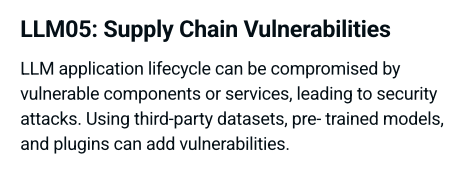 LLM05: Supply Chain Vulnerabilities
LLM application lifecycle can be compromised by
vulnerable components or services, leading to security
attacks. Using third-party datasets, pre- trained models,
and plugins can add vulnerabilities.